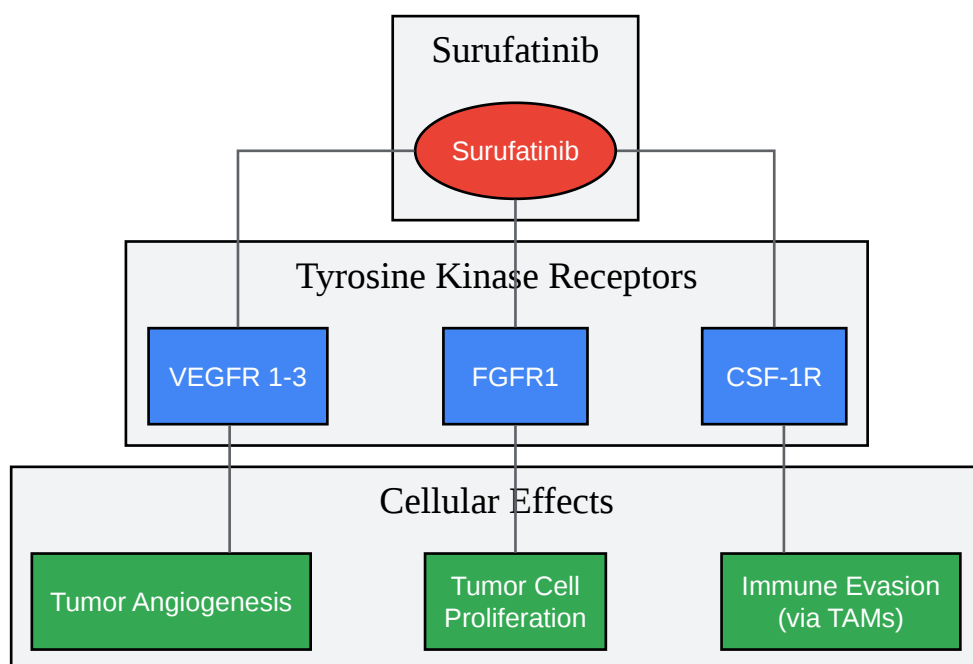 Surufatinib
Surufatinib
Tyrosine Kinase Receptors
VEGFR 1-3
FGFR1
CSF-1R
Cellular Effects
Tumor Angiogenesis
Tumor Cell
Proliferation
Immune Evasion
(via TAMs)